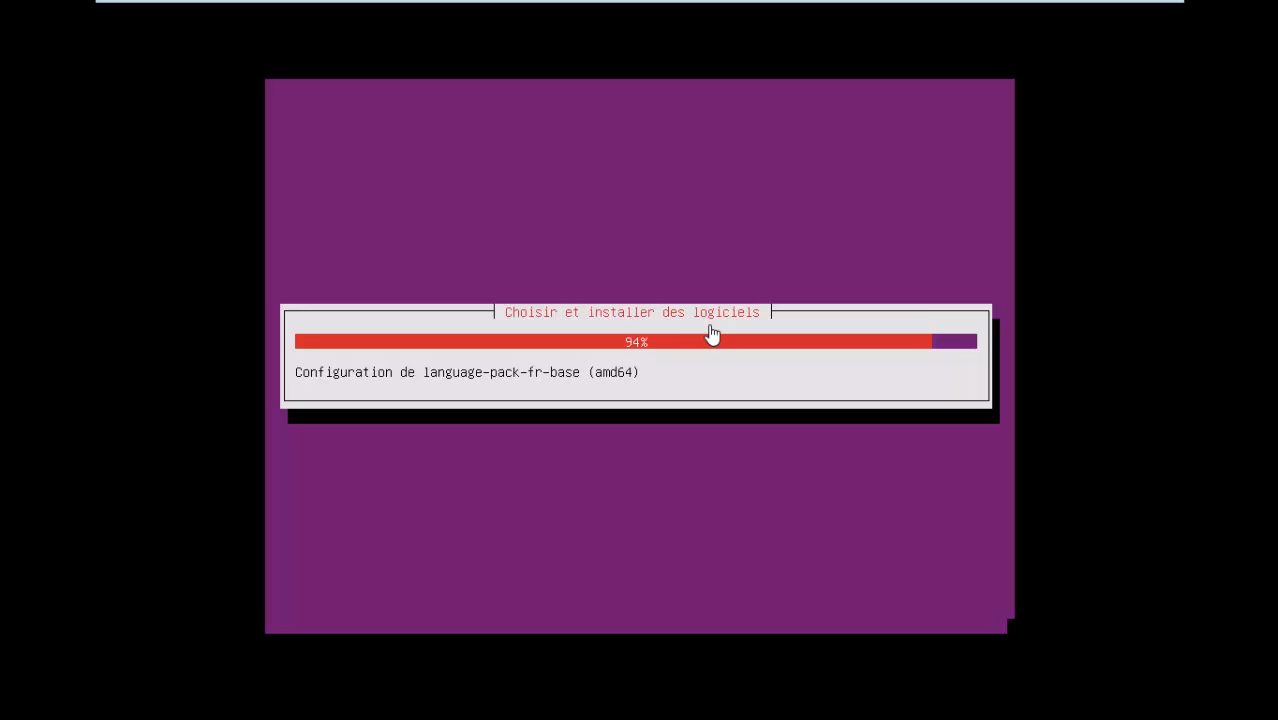 Choisir et installer des logiciels
94%
Configuration de language-pack-fr-base (amd64)